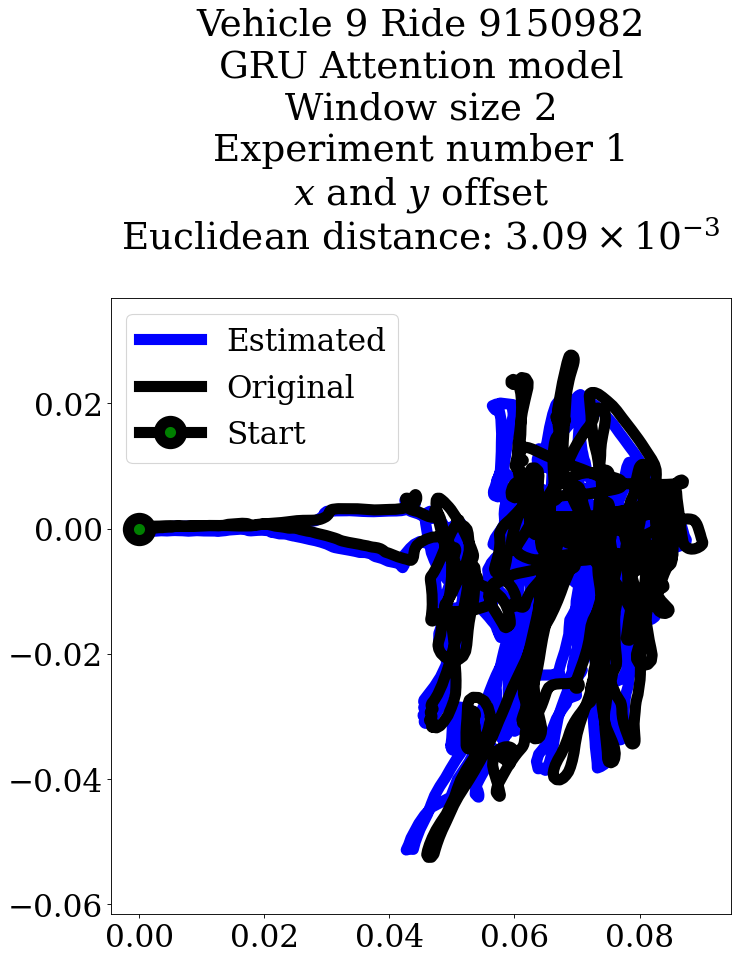 Vehicle 9 Ride 9150982
GRU Attention model
Window size 2
Experiment number 1
x and y offset
Euclidean distance: 3.09 × 10⁻³
Estimated
Original
Start
0.02
0.00
−0.02
−0.04
−0.06
0.00 0.02 0.04 0.06 0.08